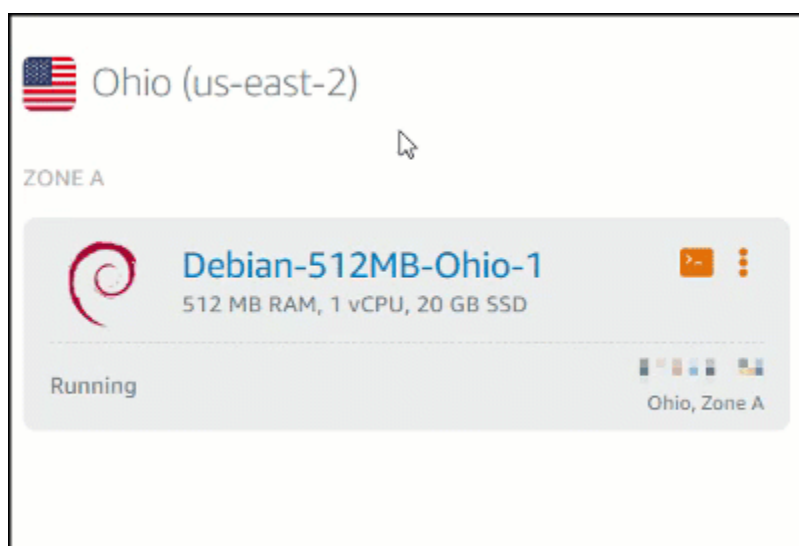 Ohio (us-east-2)
ZONE A
Debian-512MB-Ohio-1
512 MB RAM, 1 vCPU, 20 GB SSD
Running
Ohio, Zone A